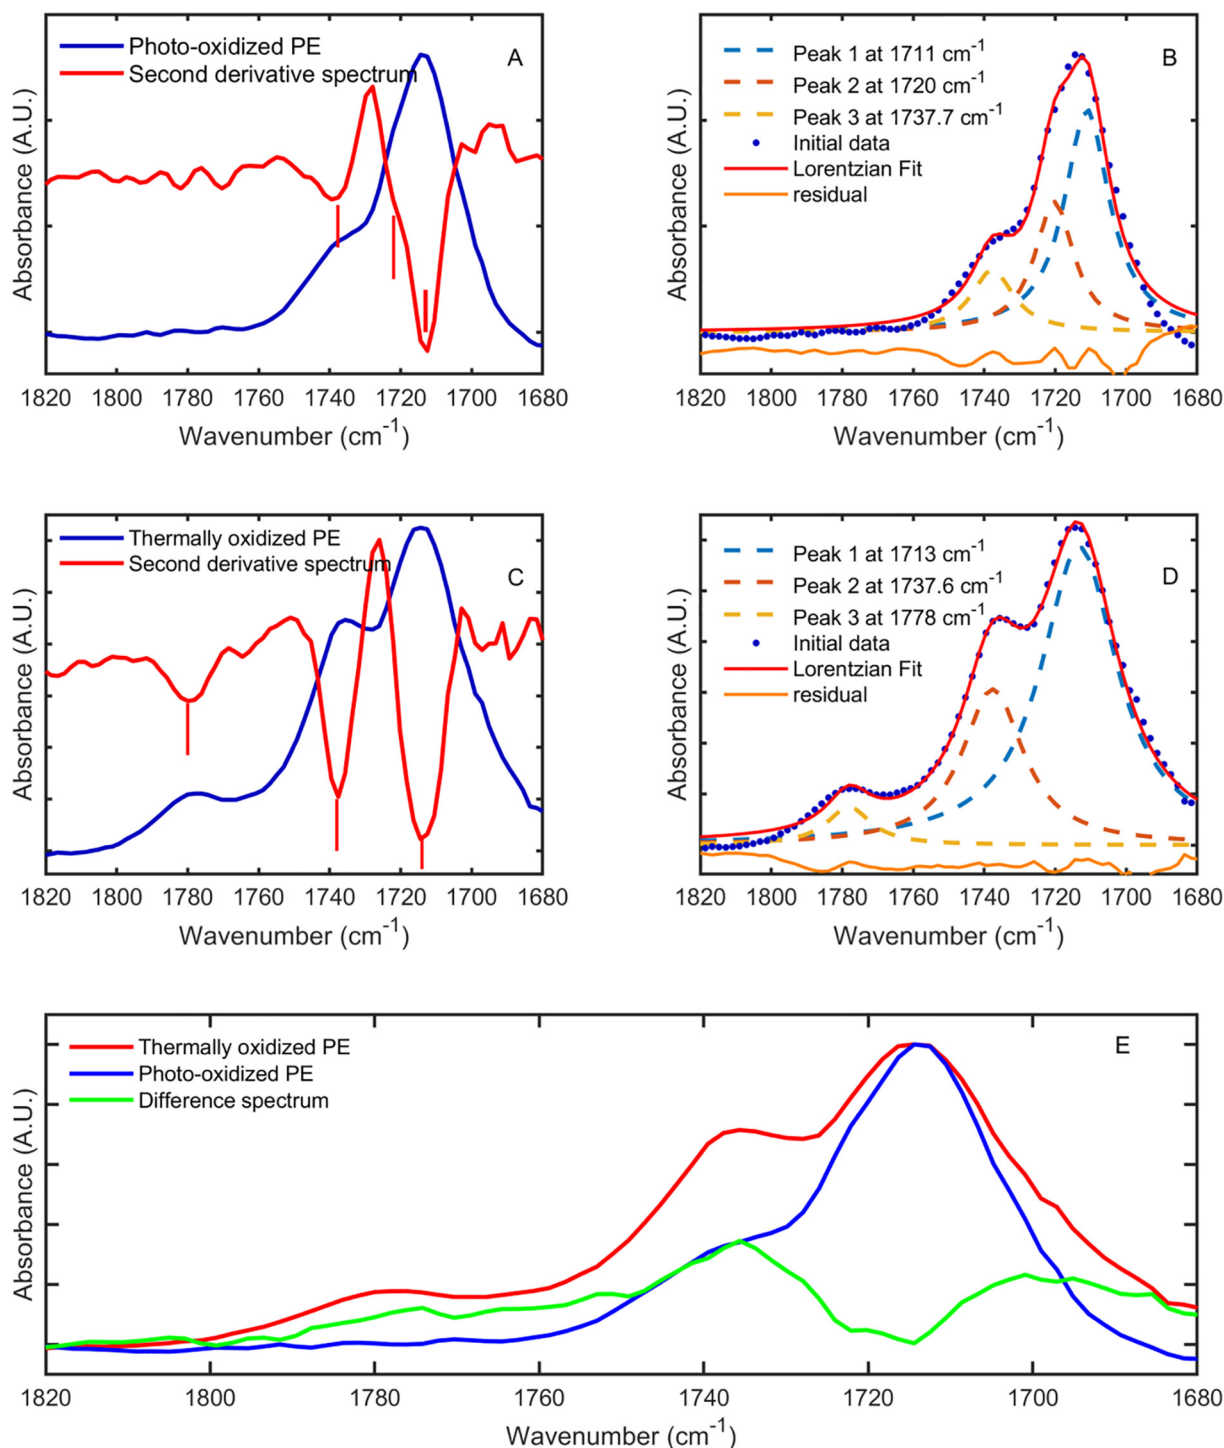 Photo-oxidized PE
Second derivative spectrum
A
Absorbance (A.U.)
1820 1800 1780 1760 1740 1720 1700 1680
Wavenumber (cm-1)
Peak 1 at 1711 cm-1
Peak 2 at 1720 cm-1
Peak 3 at 1737.7 cm-1
Initial data
Lorentzian Fit
residual
B
Absorbance (A.U.)
1820 1800 1780 1760 1740 1720 1700 1680
Wavenumber (cm-1)
Thermally oxidized PE
Second derivative spectrum
C
Absorbance (A.U.)
1820 1800 1780 1760 1740 1720 1700 1680
Wavenumber (cm-1)
Peak 1 at 1713 cm-1
Peak 2 at 1737.6 cm-1
Peak 3 at 1778 cm-1
Initial data
Lorentzian Fit
residual
D
Absorbance (A.U.)
1820 1800 1780 1760 1740 1720 1700 1680
Wavenumber (cm-1)
Thermally oxidized PE
Photo-oxidized PE
Difference spectrum
E
Absorbance (A.U.)
1820 1800 1780 1760 1740 1720 1700 1680
Wavenumber (cm-1)